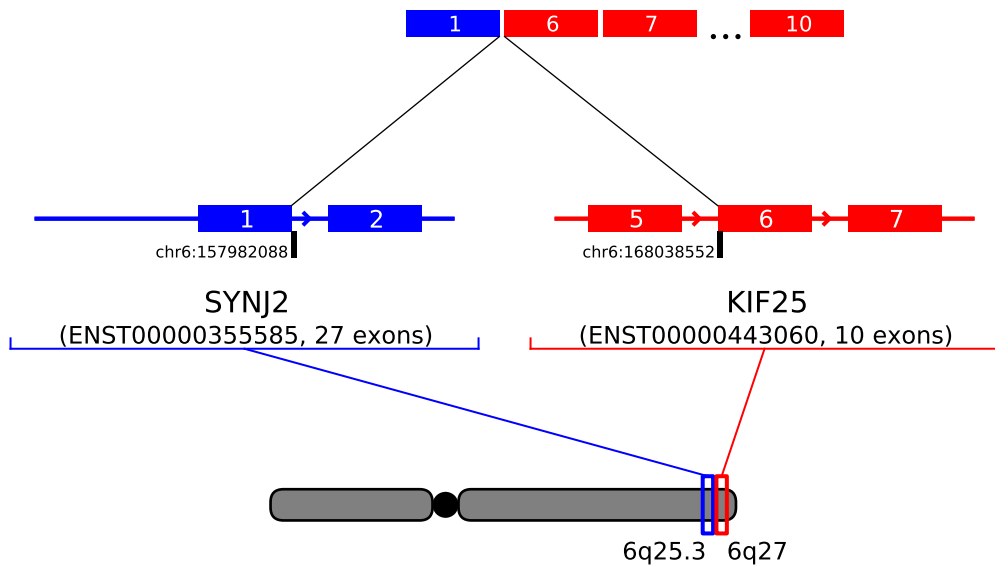 1 6 7 ... 10
1 2 5 6 7
chr6:157982088 chr6:168038552
SYNJ2 KIF25
(ENST00000355585, 27 exons) (ENST00000443060, 10 exons)
6q25.3 6q27